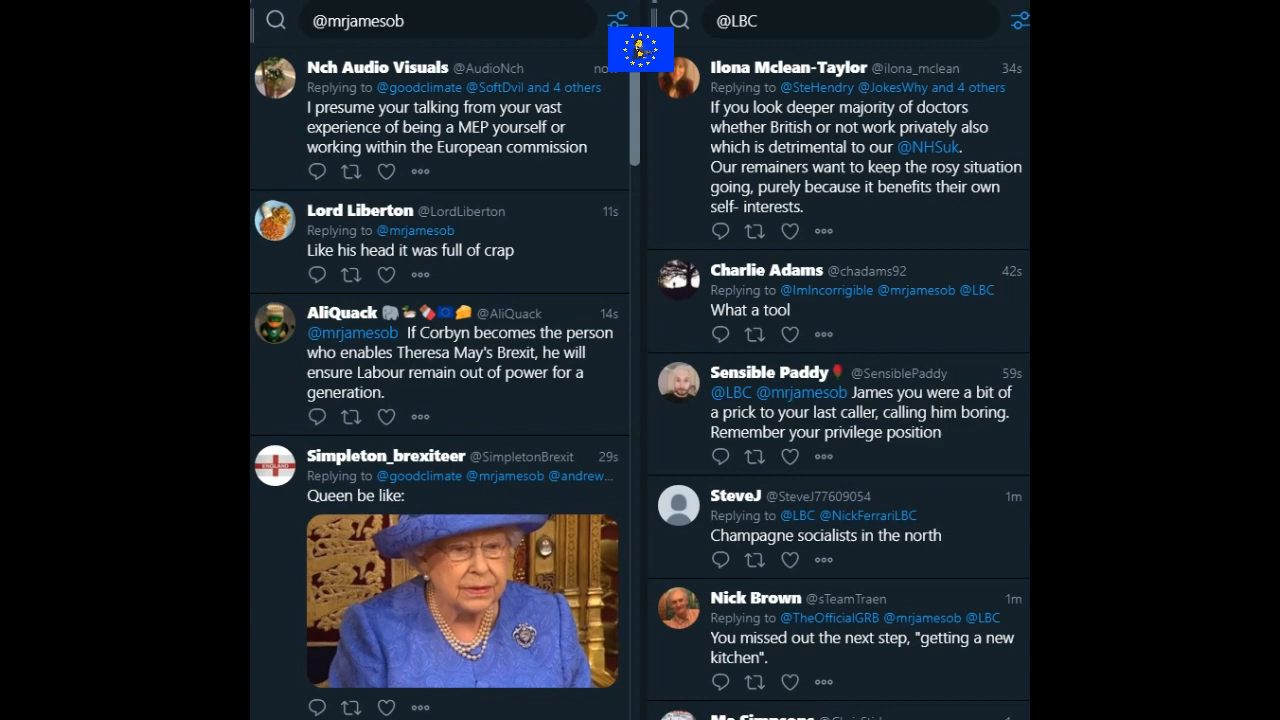 @mrjamesob
Nch Audio Visuals @AudioNch now
Replying to @goodclimate @SoftDvil and 4 others
I presume your talking from your vast
experience of being a MEP yourself or
working within the European commission
Lord Liberton @LordLiberton 11s
Replying to @mrjamesob
Like his head it was full of crap
AliQuack @AliQuack 14s
@mrjamesob If Corbyn becomes the person
who enables Theresa May's Brexit, he will
ensure Labour remain out of power for a
generation.
Simpleton_brexiteer @SimpletonBrexit 29s
Replying to @goodclimate @mrjamesob @andrew...
Queen be like:
ENGLAND
@LBC
Ilona Mclean-Taylor @ilona_mclean 34s
Replying to @SteHendry @JokesWhy and 4 others
If you look deeper majority of doctors
whether British or not work privately also
which is detrimental to our @NHSuk.
Our remainers want to keep the rosy situation
going, purely because it benefits their own
self- interests.
Charlie Adams @chadams92 42s
Replying to @ImIncorrigible @mrjamesob @LBC
What a tool
Sensible Paddy @SensiblePaddy 59s
@LBC @mrjamesob James you were a bit of
a prick to your last caller, calling him boring.
Remember your privilege position
SteveJ @SteveJ77609054 1m
Replying to @LBC @NickFerrariLBC
Champagne socialists in the north
Nick Brown @sTeamTraen 1m
Replying to @TheOfficialGRB @mrjamesob @LBC
You missed out the next step, "getting a new
kitchen".